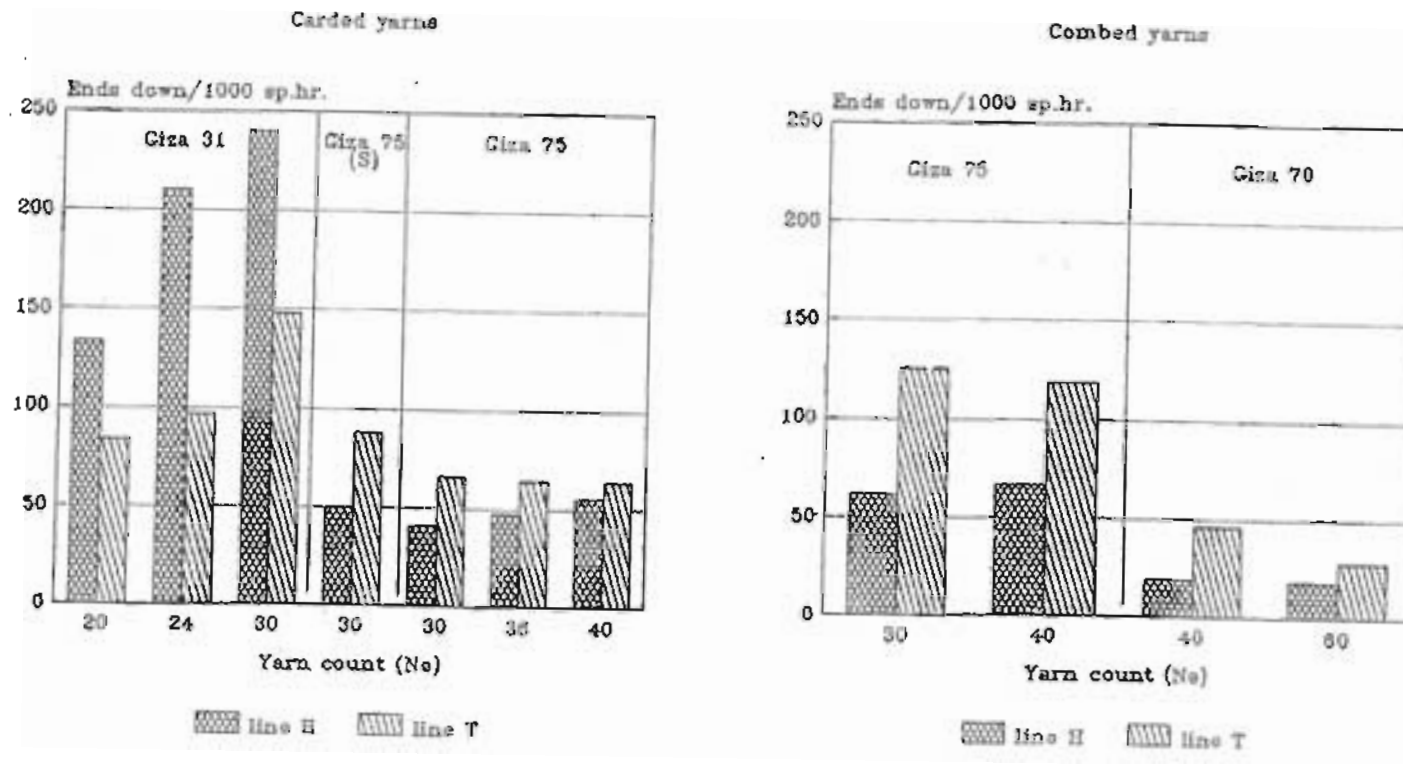 Carded yarns
Ends down/1000 sp.hr.
250
200
150
100
50
0
Giza 31
Giza 75
(S)
Giza 75
20 24 30 30 30 36 40
Yarn count (Ne)
line H line T
Combed yarns
Ends down/1000 sp.hr.
250
200
150
100
50
0
Giza 75
Giza 70
30 40 40 60
Yarn count (Ne)
line H line T